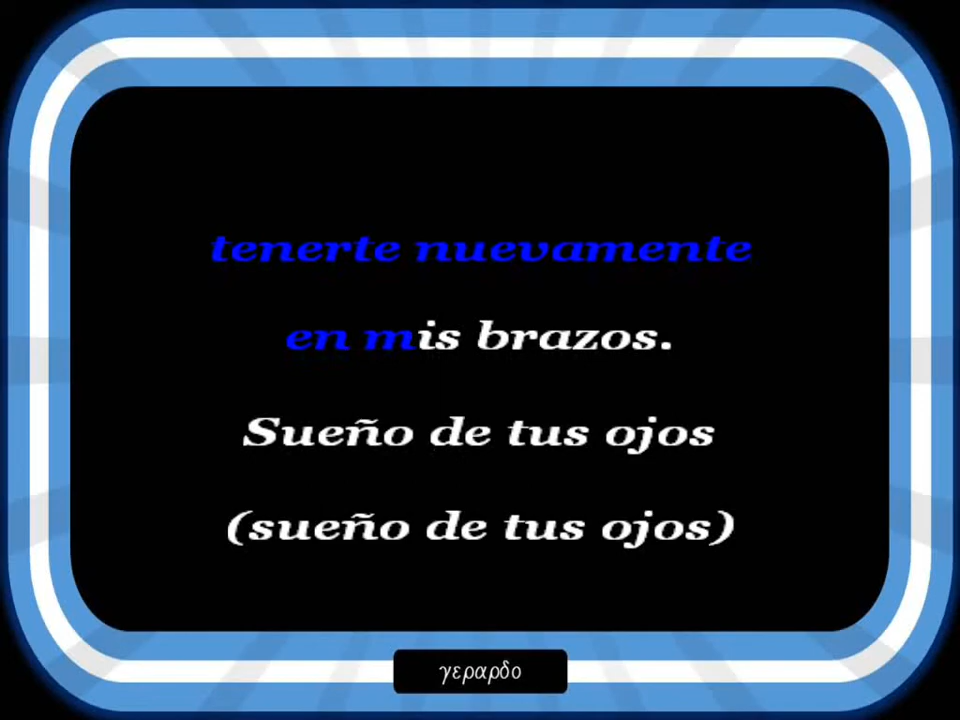 tenerte nuevamente
en mis brazos.
Sueño de tus ojos
(sueño de tus ojos)
γεραρδο